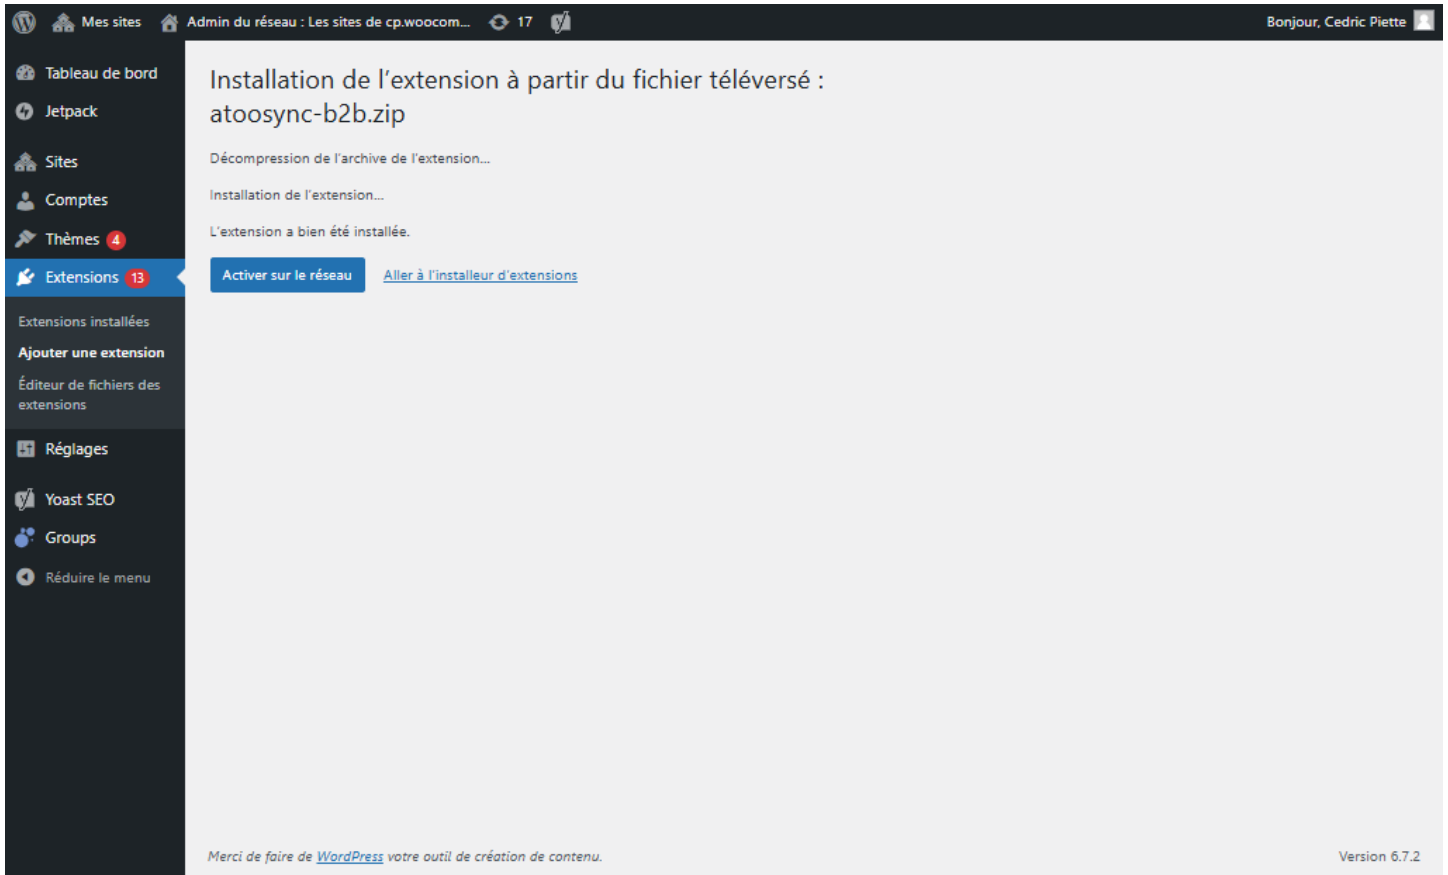 Mes sites
Admin du réseau : Les sites de cp.woocom...
17
Bonjour, Cedric Piette
Tableau de bord
Jetpack
Sites
Comptes
Thèmes 4
Extensions 13
Extensions installées
Ajouter une extension
Éditeur de fichiers des
extensions
Réglages
Yoast SEO
Groups
Réduire le menu
Installation de l’extension à partir du fichier téléversé :
atoosync-b2b.zip
Décompression de l’archive de l’extension…
Installation de l’extension…
L’extension a bien été installée.
Activer sur le réseau
Aller à l’installeur d’extensions
Merci de faire de WordPress votre outil de création de contenu.
Version 6.7.2